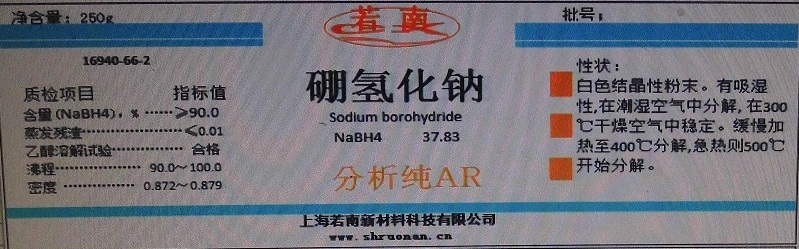 净含量：250g
16940-66-2
质检项目 指标值
含量(NaBH4)，% ······≥90.0
蒸发残渣··················≤0.01
乙醇溶解试验············合格
沸程··················90.0～100.0
密度··················0.872～0.879
若南
硼氢化钠
Sodium borohydride
NaBH4 37.83
分析纯AR
批号：
性状：
白色结晶性粉末。有吸湿
性,在潮湿空气中分解,在300
℃干燥空气中稳定。缓慢加
热至400℃分解,急热则500℃
开始分解。
上海若南新材料科技有限公司
www.shruonan.cn